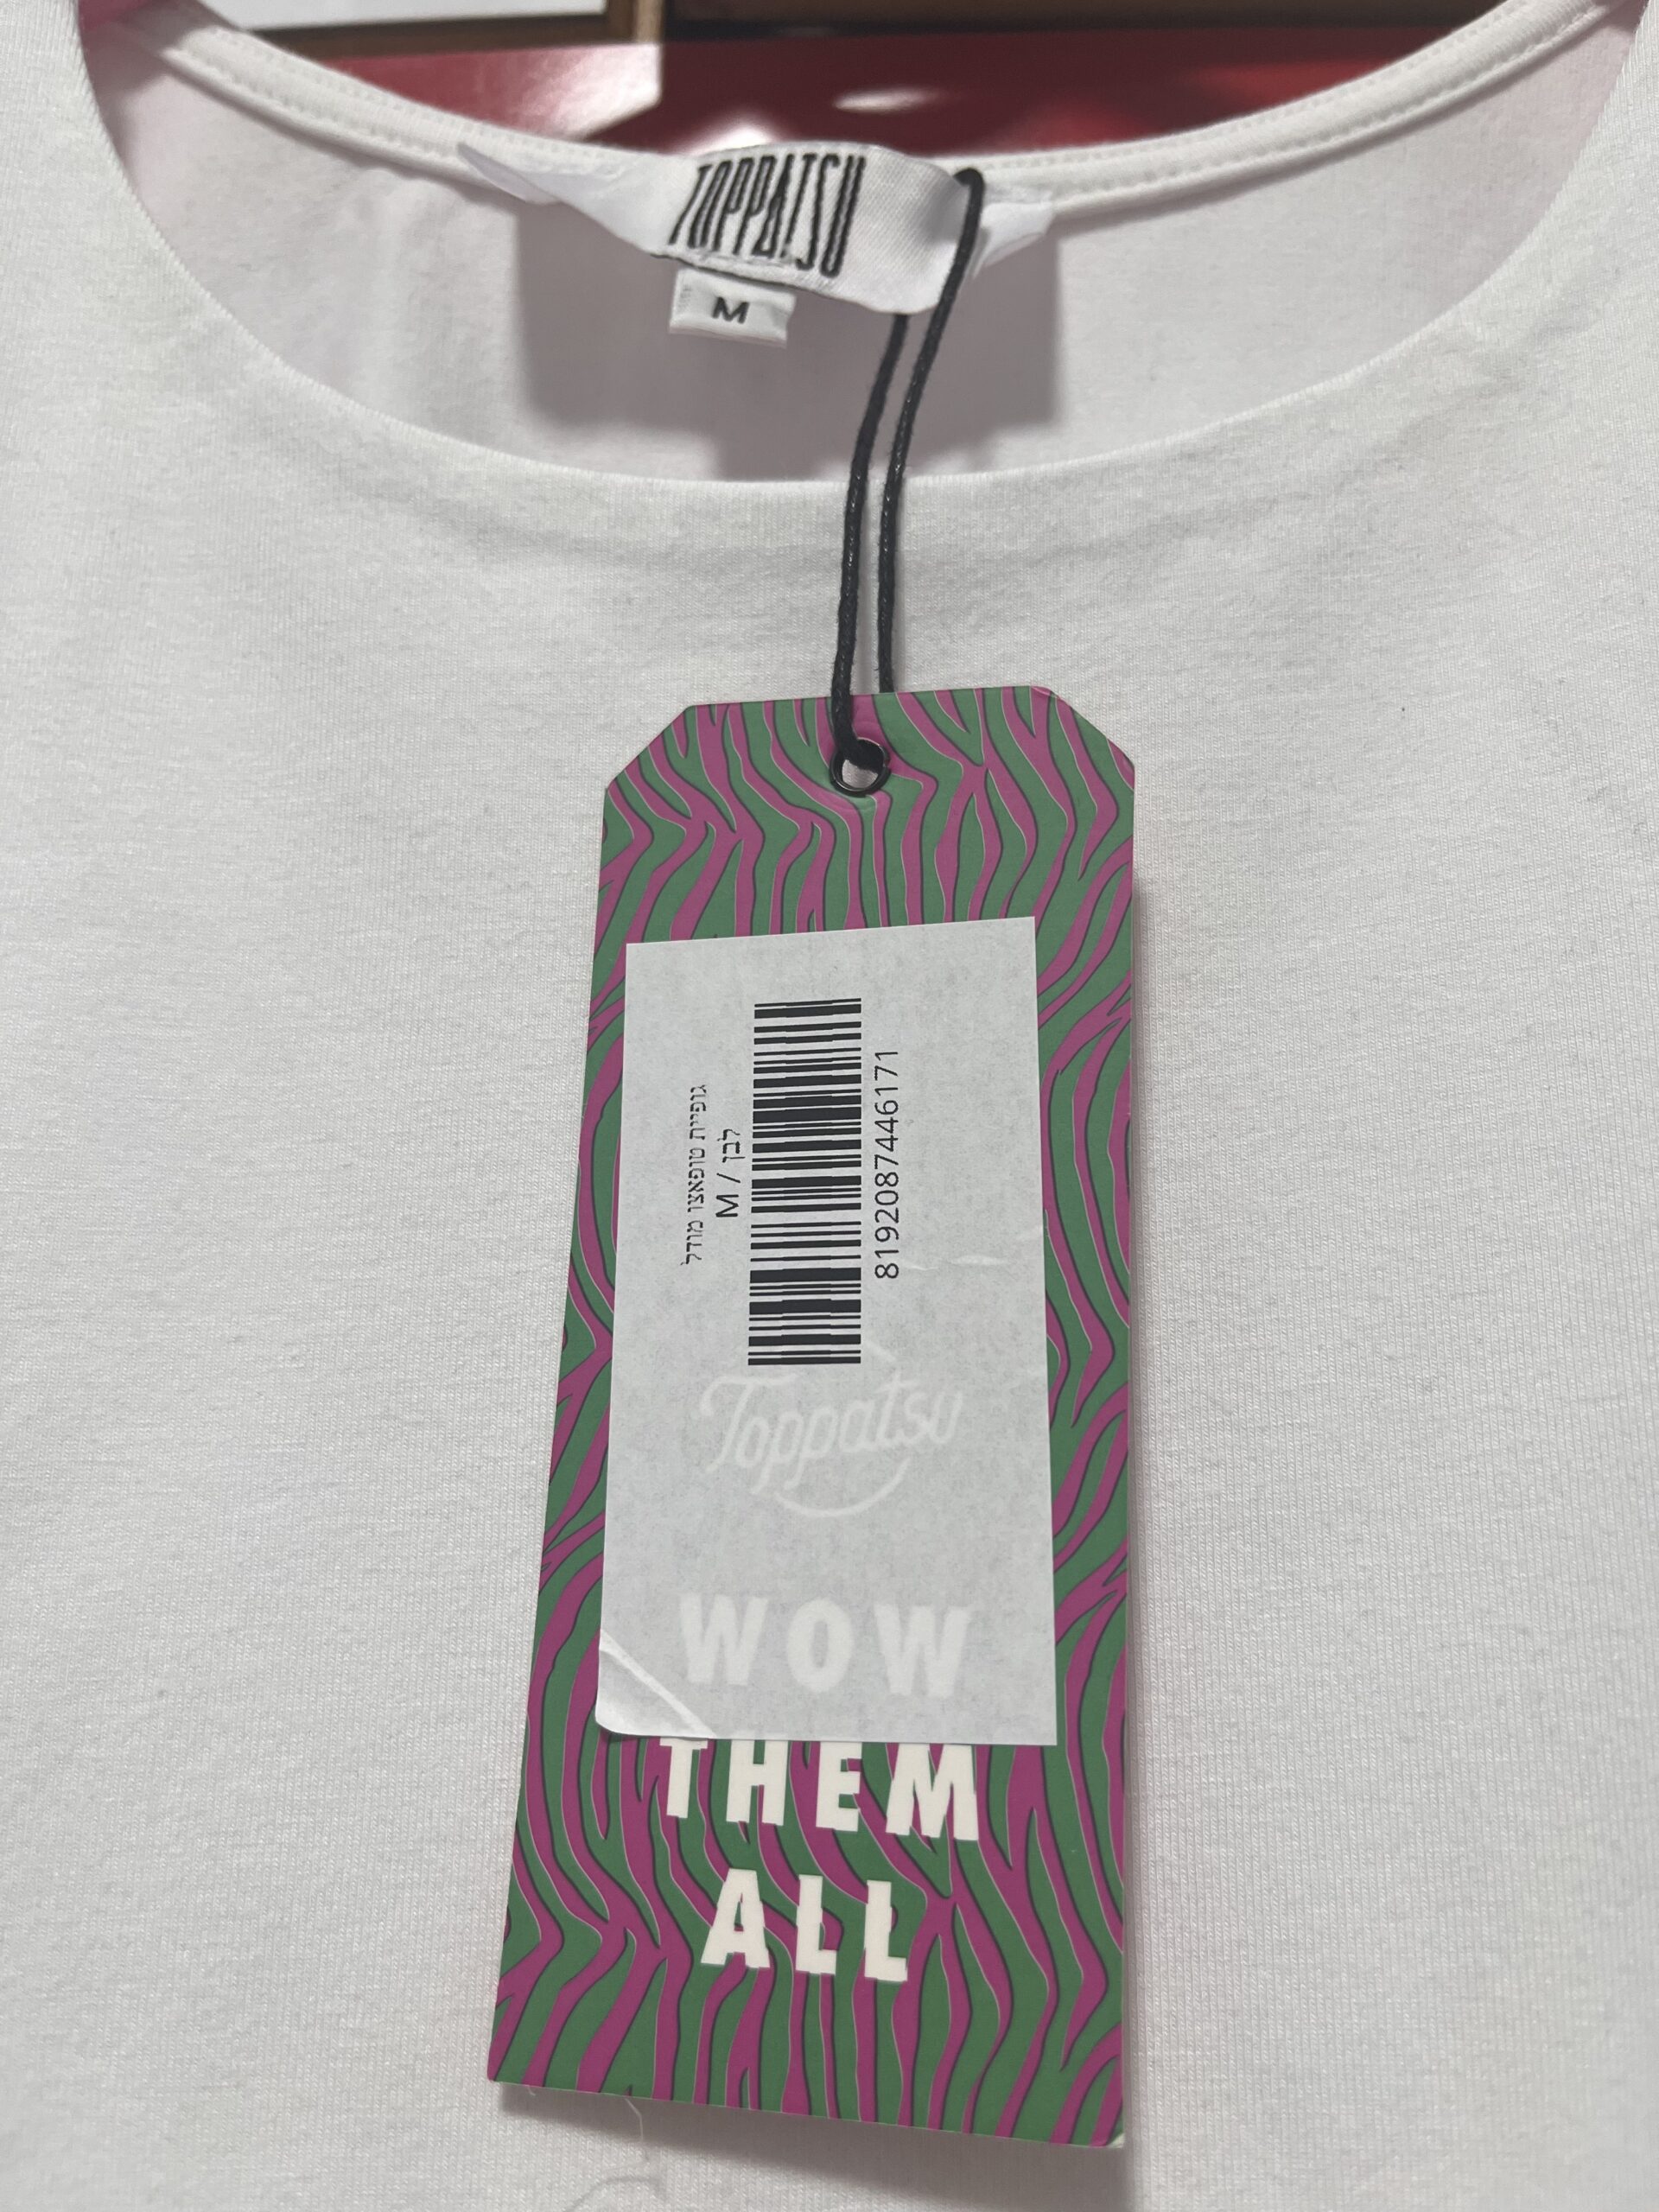 TOPPATSU
M
גופיית טופאצו מודל
לבן / M
8192087446171
Toppatsu
WOW
THEM
ALL